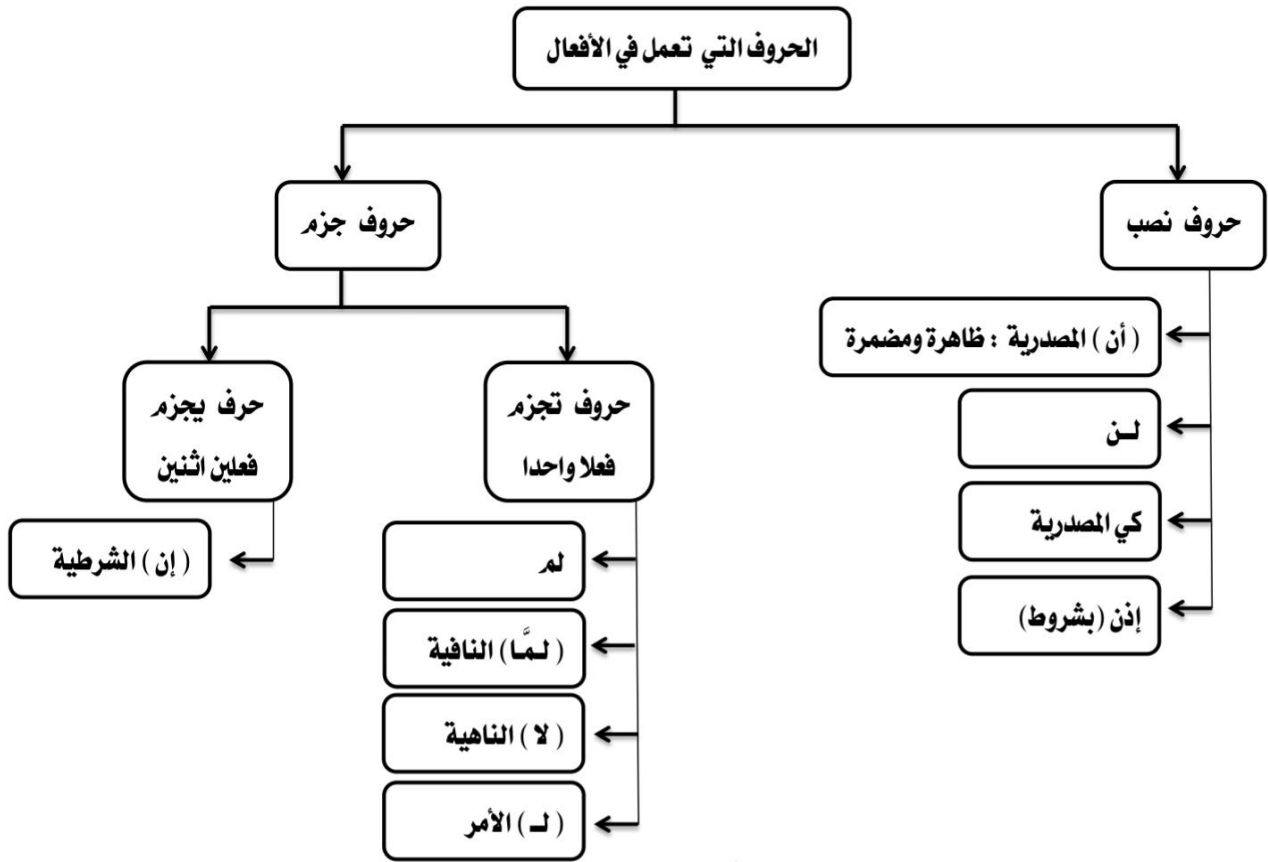 الحروف التي تعمل في الأفعال
حروف نصب
( أن ) المصدرية : ظاهرة ومضمرة
لـن
كي المصدرية
إذن (بشروط)
حروف جزم
حروف تجزم
فعلا واحدا
لم
( لـمَّـا ) النافية
( لا ) الناهية
( لـ ) الأمر
حرف يجزم
فعلين اثنين
( إن ) الشرطية